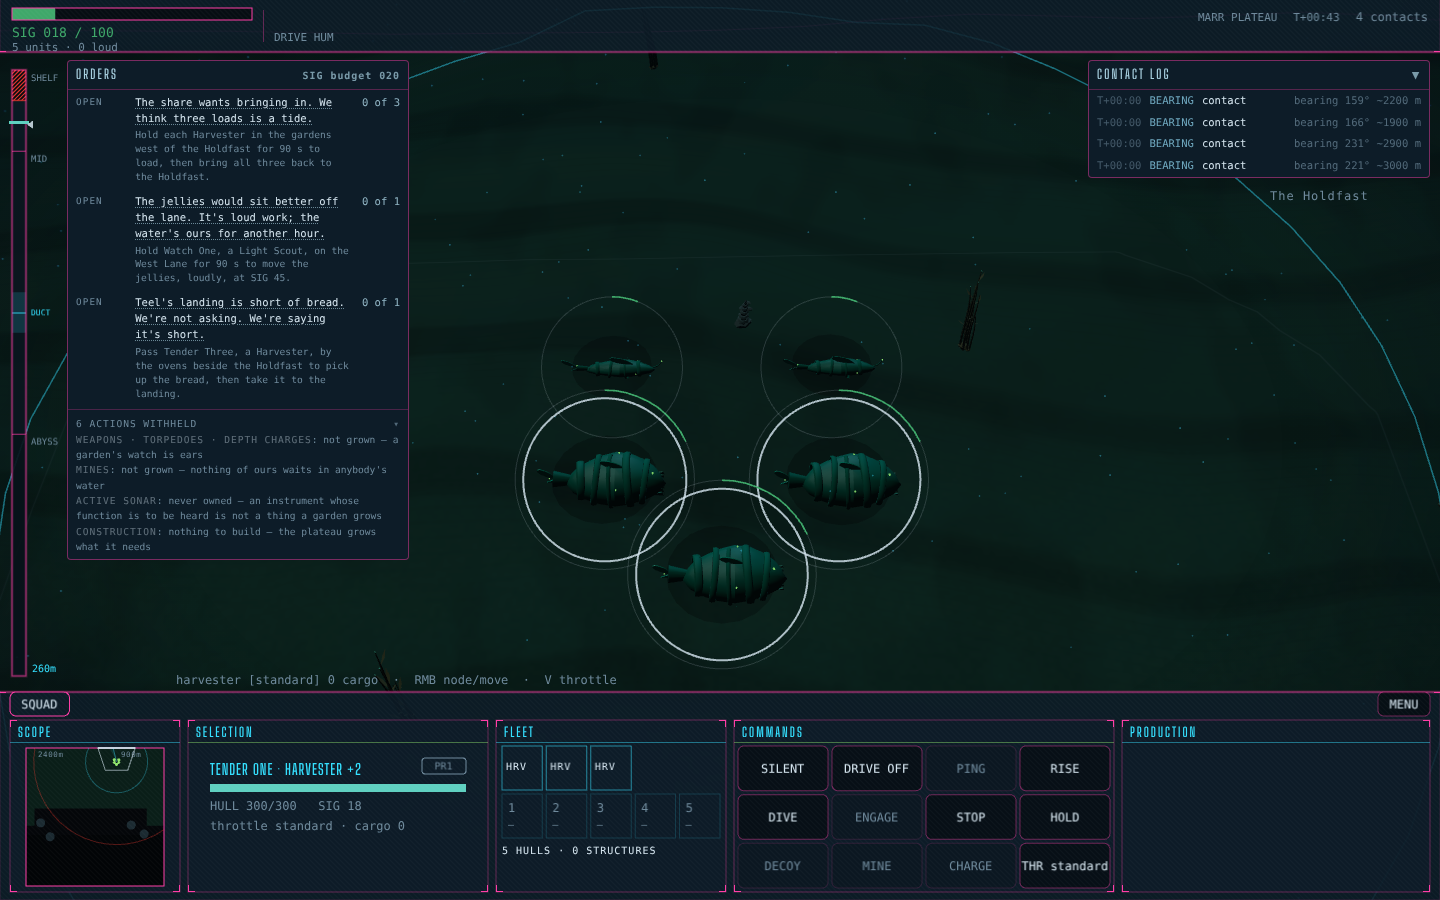 SIG 018 / 100
5 units · 0 loud
DRIVE HUM
MARR PLATEAU T+00:43 4 contacts
SHELF
MID
DUCT
ABYSS
260m
ORDERS SIG budget 020
OPEN The share wants bringing in. We 0 of 3
think three loads is a tide.
Hold each Harvester in the gardens
west of the Holdfast for 90 s to
load, then bring all three back to
the Holdfast.
OPEN The jellies would sit better off 0 of 1
the lane. It's loud work; the
water's ours for another hour.
Hold Watch One, a Light Scout, on the
West Lane for 90 s to move the
jellies, loudly, at SIG 45.
OPEN Teel's landing is short of bread. 0 of 1
We're not asking. We're saying
it's short.
Pass Tender Three, a Harvester, by
the ovens beside the Holdfast to pick
up the bread, then take it to the
landing.
6 ACTIONS WITHHELD ▾
WEAPONS · TORPEDOES · DEPTH CHARGES: not grown — a
garden's watch is ears
MINES: not grown — nothing of ours waits in anybody's
water
ACTIVE SONAR: never owned — an instrument whose
function is to be heard is not a thing a garden grows
CONSTRUCTION: nothing to build — the plateau grows
what it needs
CONTACT LOG ▼
T+00:00 BEARING contact bearing 159° ~2200 m
T+00:00 BEARING contact bearing 166° ~1900 m
T+00:00 BEARING contact bearing 231° ~2900 m
T+00:00 BEARING contact bearing 221° ~3000 m
The Holdfast
harvester [standard] 0 cargo · RMB node/move · V throttle
SQUAD
MENU
SCOPE
2400m 900m
SELECTION
TENDER ONE · HARVESTER +2 PR1
HULL 300/300 SIG 18
throttle standard · cargo 0
FLEET
HRV HRV HRV
1 2 3 4 5
— — — — —
5 HULLS · 0 STRUCTURES
COMMANDS
SILENT DRIVE OFF PING RISE
DIVE ENGAGE STOP HOLD
DECOY MINE CHARGE THR standard
PRODUCTION